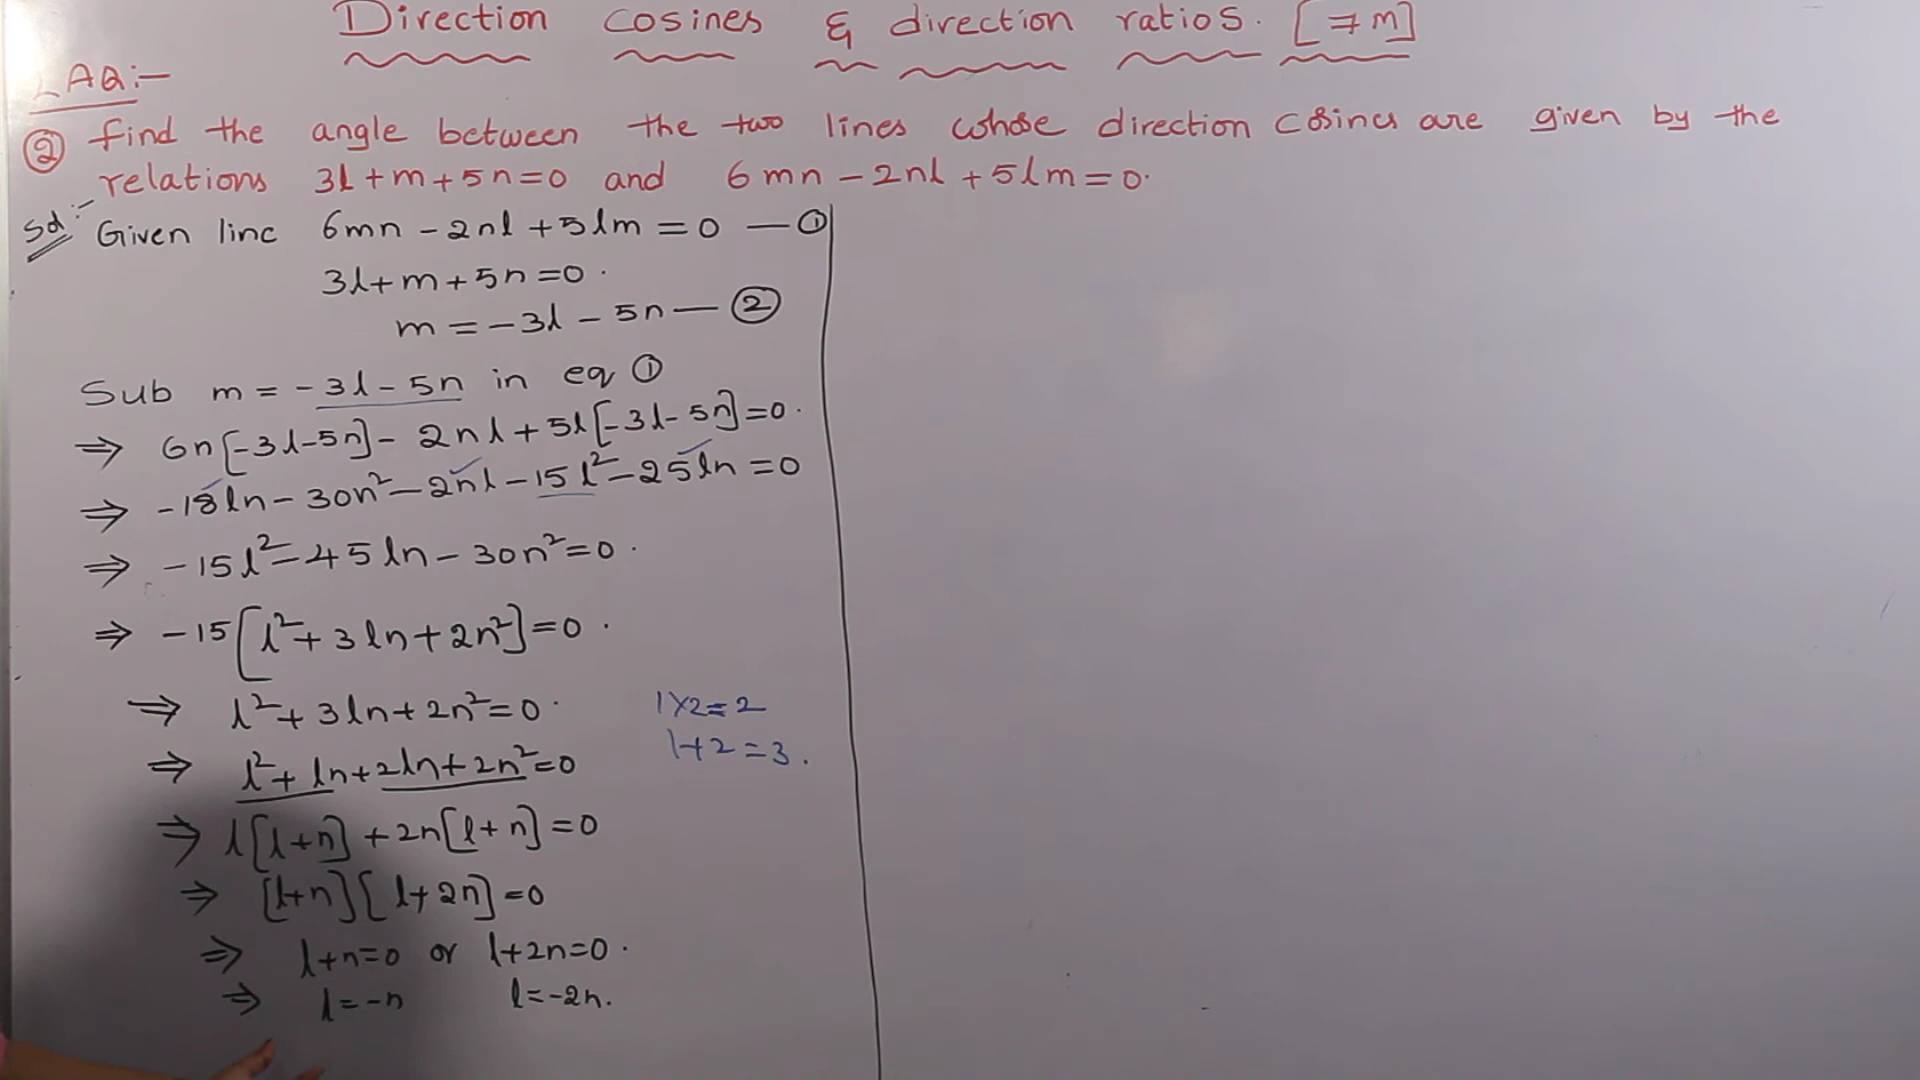 Direction cosines & direction ratios. [7M]
LAQ:-
② Find the angle between the two lines whose direction cosines are given by the
relations 3l+m+5n=0 and 6mn-2nl+5lm=0.
Sol:- Given line 6mn-2nl+5lm=0 — ①
3l+m+5n=0.
m=-3l-5n — ②
Sub m=-3l-5n in eq ①
⇒ 6n[-3l-5n]-2nl+5l[-3l-5n]=0.
⇒ -18ln-30n²-2nl-15l²-25ln=0
⇒ -15l²-45ln-30n²=0.
⇒ -15[l²+3ln+2n²]=0.
⇒ l²+3ln+2n²=0. 1×2=2
1+2=3.
⇒ l²+ln+2ln+2n²=0
⇒ l[l+n]+2n[l+n]=0
⇒ [l+n][l+2n]=0
⇒ l+n=0 or l+2n=0.
⇒ l=-n l=-2n.